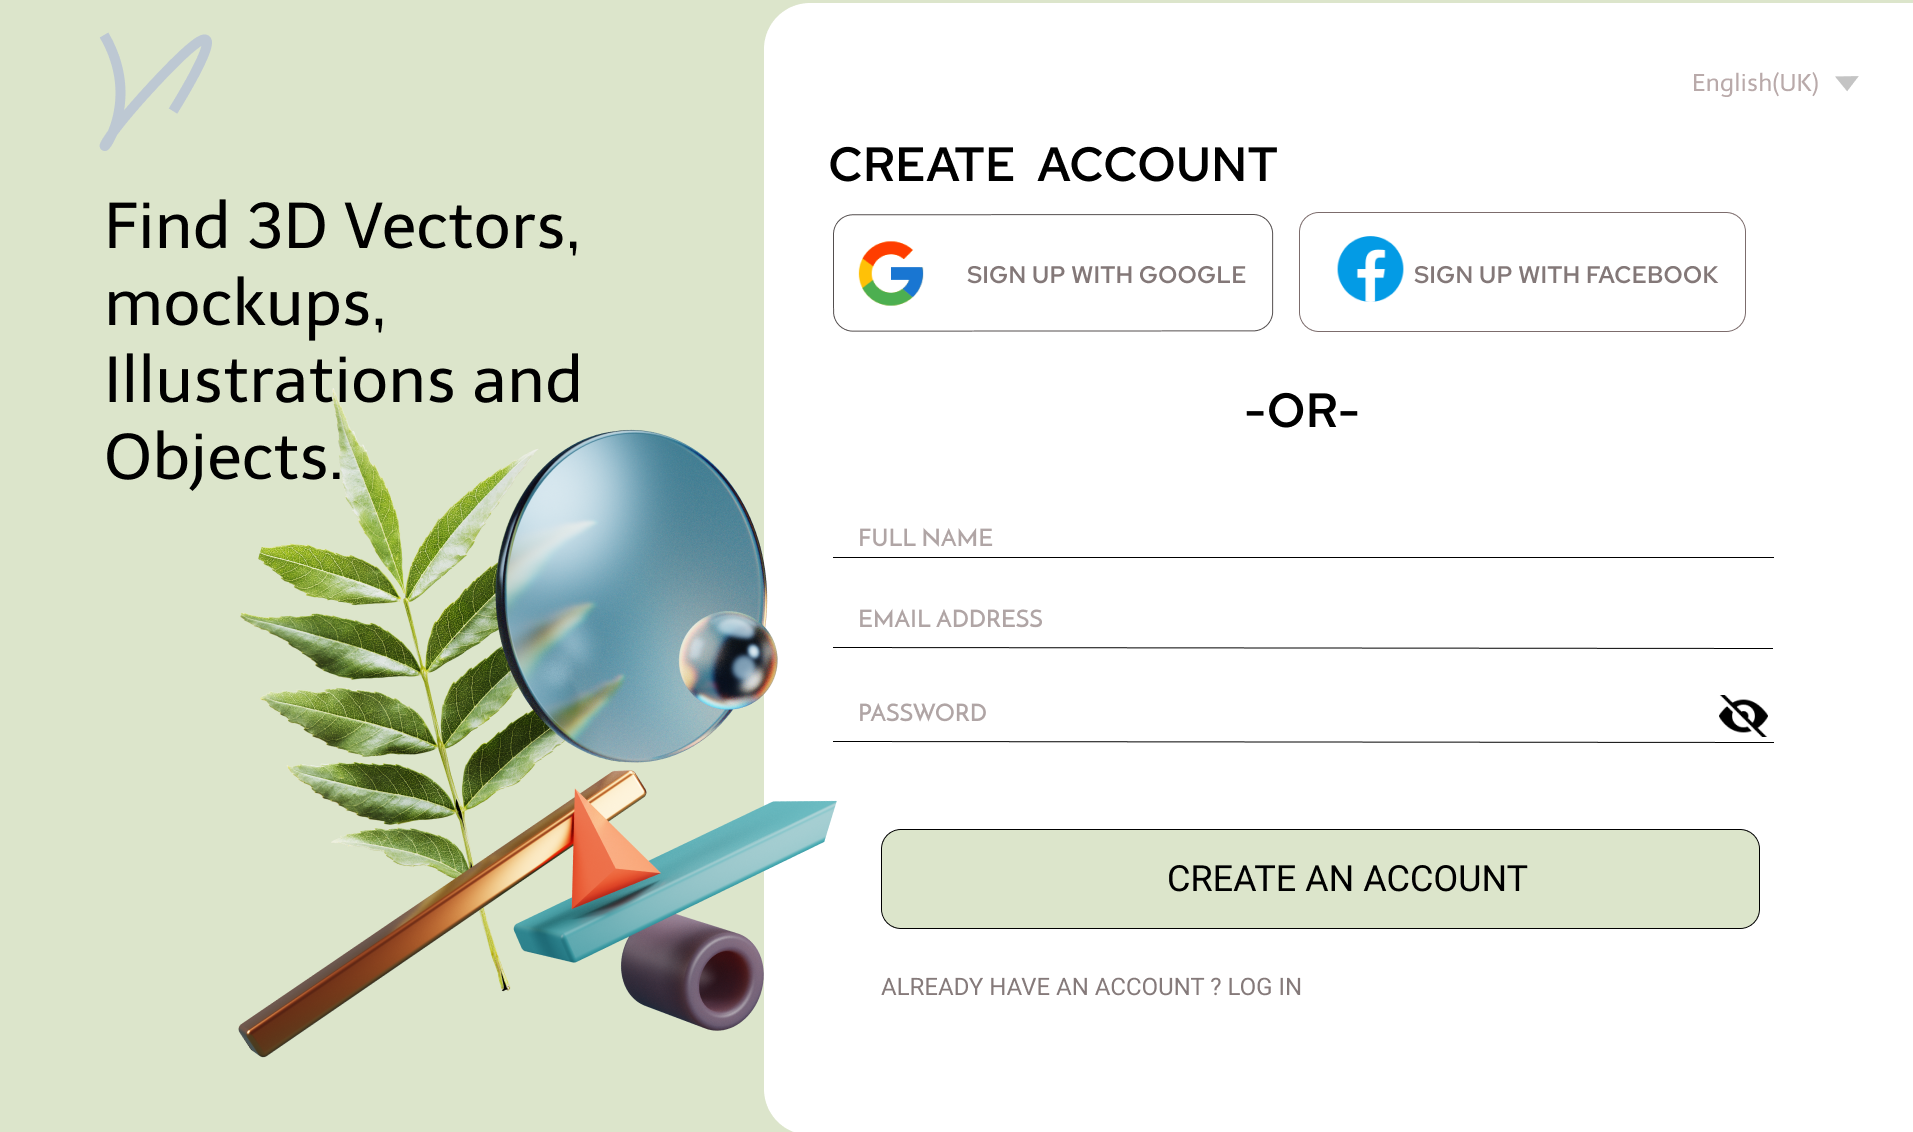 Find 3D Vectors,
mockups,
Illustrations and
Objects.
English(UK)
CREATE ACCOUNT
SIGN UP WITH GOOGLE
SIGN UP WITH FACEBOOK
-OR-
FULL NAME
EMAIL ADDRESS
PASSWORD
CREATE AN ACCOUNT
ALREADY HAVE AN ACCOUNT ? LOG IN